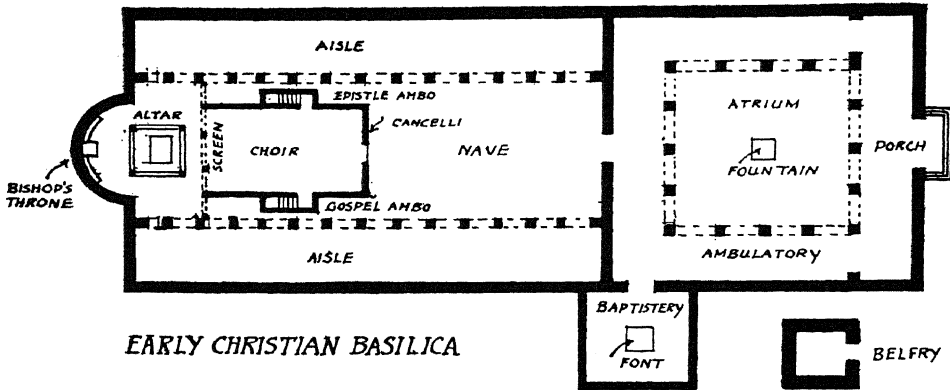 AISLE
EPISTLE AMBO
ALTAR
SCREEN
CANCELLI
CHOIR
NAVE
BISHOP'S
THRONE
GOSPEL AMBO
AISLE
ATRIUM
FOUNTAIN
PORCH
AMBULATORY
BAPTISTERY
FONT
BELFRY
EARLY CHRISTIAN BASILICA